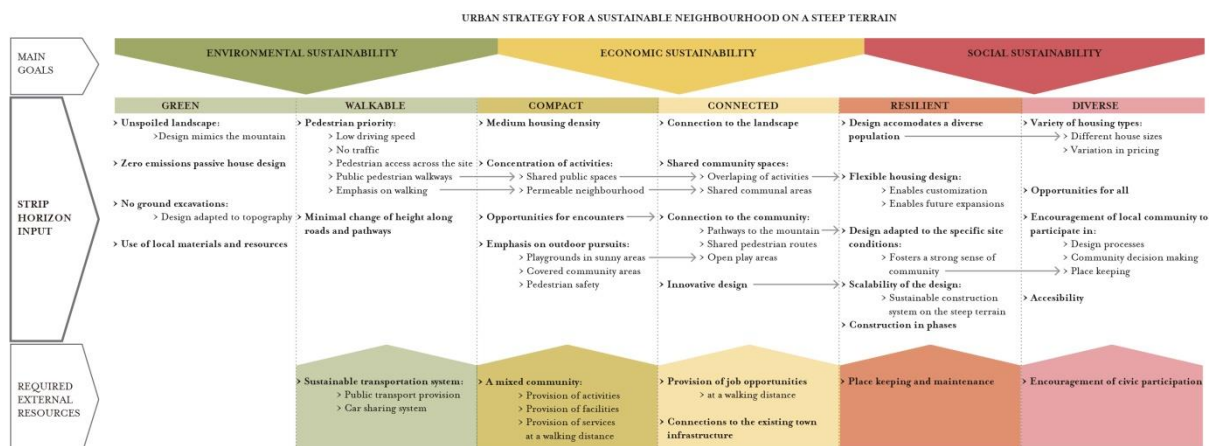 URBAN STRATEGY FOR A SUSTAINABLE NEIGHBOURHOOD ON A STEEP TERRAIN
MAIN
GOALS
ENVIRONMENTAL SUSTAINABILITY
ECONOMIC SUSTAINABILITY
SOCIAL SUSTAINABILITY
STRIP
HORIZON
INPUT
GREEN
> Unspoiled landscape:
> Design mimics the mountain
> Zero emissions passive house design
> No ground excavations:
> Design adapted to topography
> Use of local materials and resources
WALKABLE
> Pedestrian priority:
> Low driving speed
> No traffic
> Pedestrian access across the site
> Public pedestrian walkways
> Emphasis on walking
> Minimal change of height along
roads and pathways
COMPACT
> Medium housing density
> Concentration of activities:
> Shared public spaces
> Permeable neighbourhood
> Opportunities for encounters
> Emphasis on outdoor pursuits:
> Playgrounds in sunny areas
> Covered community areas
> Pedestrian safety
CONNECTED
> Connection to the landscape
> Shared community spaces:
> Overlaping of activities
> Shared communal areas
> Connection to the community:
> Pathways to the mountain
> Shared pedestrian routes
> Open play areas
> Innovative design
RESILIENT
> Design accomodates a diverse
population
> Flexible housing design:
> Enables customization
> Enables future expansions
> Design adapted to the specific site
conditions:
> Fosters a strong sense of
community
> Scalability of the design:
> Sustainable construction
system on the steep terrain
> Construction in phases
DIVERSE
> Variety of housing types:
> Different house sizes
> Variation in pricing
> Opportunities for all
> Encouragement of local community to
participate in:
> Design processes
> Community decision making
> Place keeping
> Accesibility
REQUIRED
EXTERNAL
RESOURCES
> Sustainable transportation system:
> Public transport provision
> Car sharing system
> A mixed community:
> Provision of activities
> Provision of facilities
> Provision of services
at a walking distance
> Provision of job opportunities
> at a walking distance
> Connections to the existing town
infrastructure
> Place keeping and maintenance
> Encouragement of civic participation